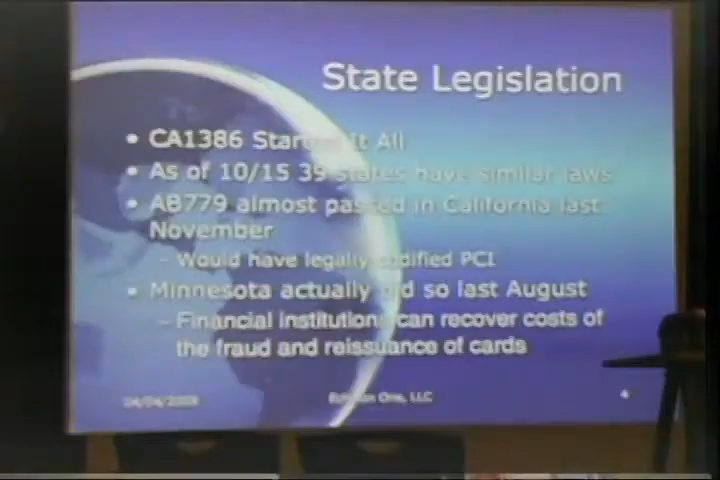 State Legislation
• CA1386 Started It All
• As of 10/15 39 states have similar laws
• AB779 almost passed in California last
November
– Would have legally codified PCI
• Minnesota actually did so last August
– Financial institutions can recover costs of
the fraud and reissuance of cards
One, LLC